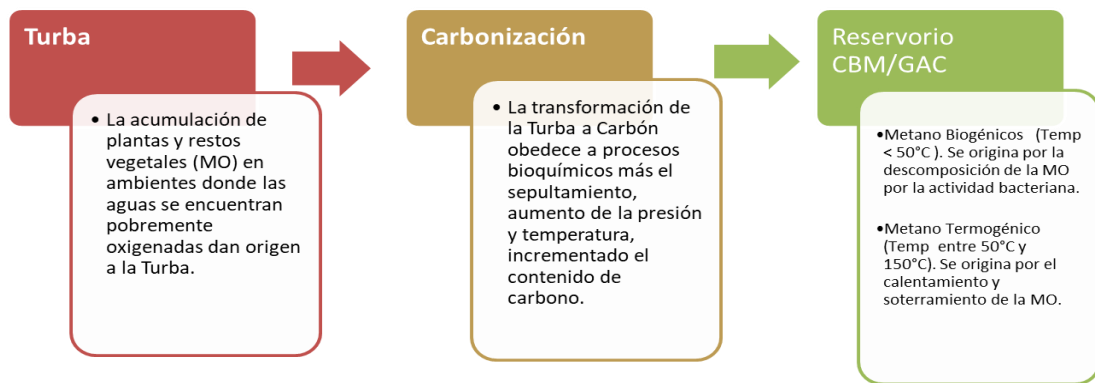 Turba
• La acumulación de
plantas y restos
vegetales (MO) en
ambientes donde las
aguas se encuentran
pobremente
oxigenadas dan origen
a la Turba.
Carbonización
• La transformación de
la Turba a Carbón
obedece a procesos
bioquímicos más el
sepultamiento,
aumento de la presión
y temperatura,
incrementado el
contenido de
carbono.
Reservorio
CBM/GAC
•Metano Biogénicos (Temp
< 50°C ). Se origina por la
descomposición de la MO
por la actividad bacteriana.
•Metano Termogénico
(Temp entre 50°C y
150°C). Se origina por el
calentamiento y
soterramiento de la MO.